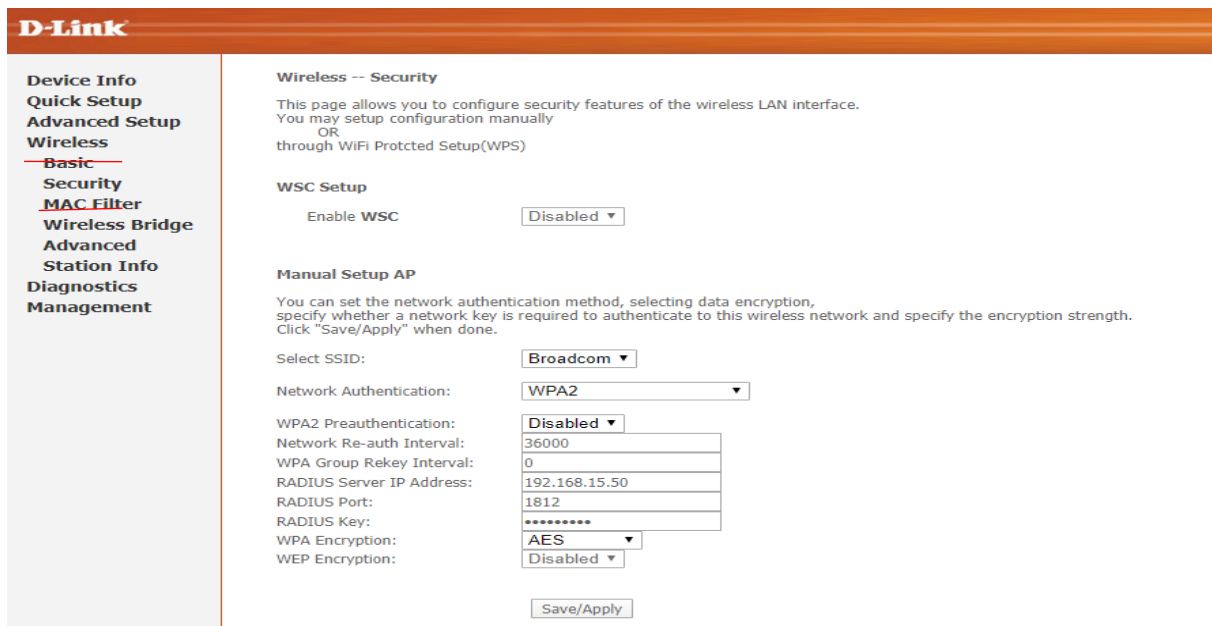 D-Link
Device Info
Quick Setup
Advanced Setup
Wireless
Basic
Security
MAC Filter
Wireless Bridge
Advanced
Station Info
Diagnostics
Management
Wireless -- Security
This page allows you to configure security features of the wireless LAN interface.
You may setup configuration manually
OR
through WiFi Protcted Setup(WPS)
WSC Setup
Enable WSC Disabled
Manual Setup AP
You can set the network authentication method, selecting data encryption,
specify whether a network key is required to authenticate to this wireless network and specify the encryption strength.
Click "Save/Apply" when done.
Select SSID: Broadcom
Network Authentication: WPA2
WPA2 Preauthentication: Disabled
Network Re-auth Interval: 36000
WPA Group Rekey Interval: 0
RADIUS Server IP Address: 192.168.15.50
RADIUS Port: 1812
RADIUS Key: •••••••••
WPA Encryption: AES
WEP Encryption: Disabled
Save/Apply